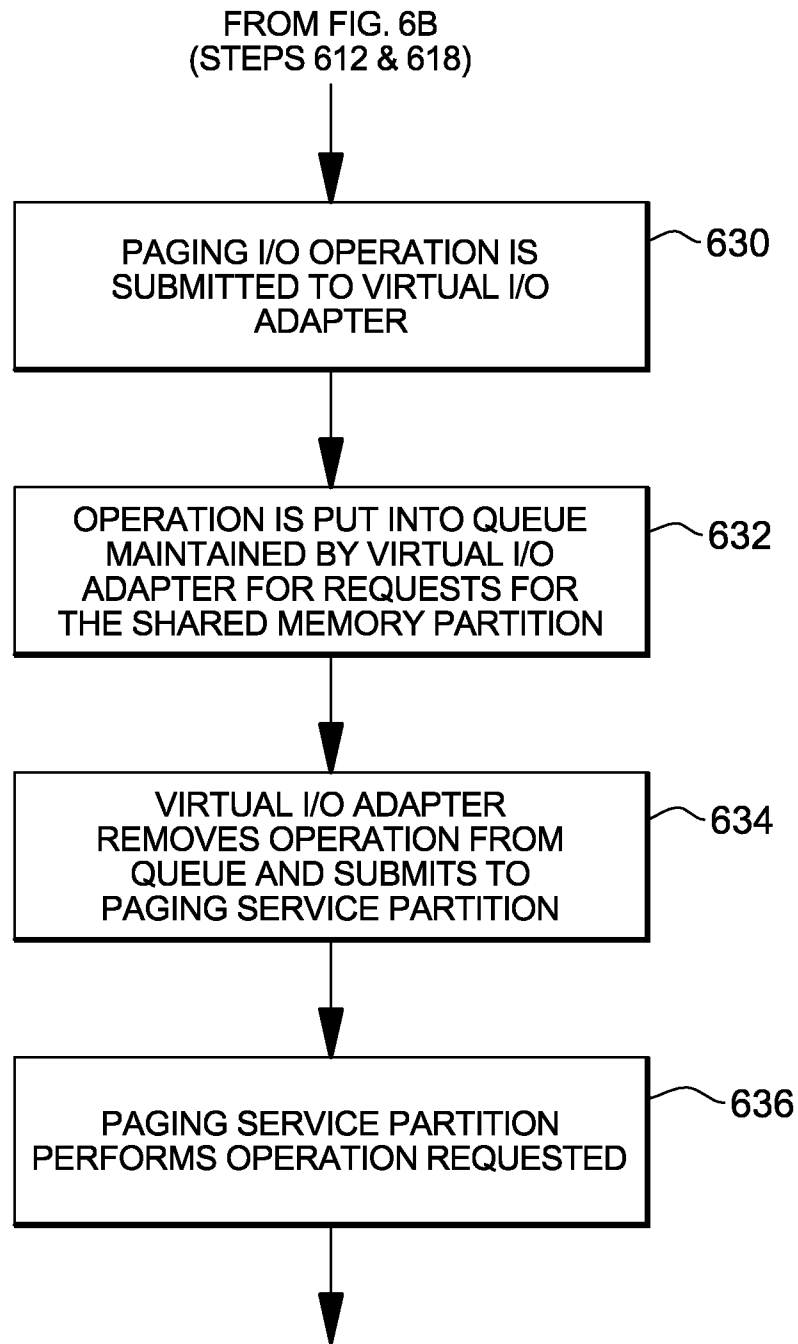 FROM FIG. 6B
(STEPS 612 & 618)
PAGING I/O OPERATION IS
SUBMITTED TO VIRTUAL I/O
ADAPTER
630
OPERATION IS PUT INTO QUEUE
MAINTAINED BY VIRTUAL I/O
ADAPTER FOR REQUESTS FOR
THE SHARED MEMORY PARTITION
632
VIRTUAL I/O ADAPTER
REMOVES OPERATION FROM
QUEUE AND SUBMITS TO
PAGING SERVICE PARTITION
634
PAGING SERVICE PARTITION
PERFORMS OPERATION REQUESTED
636